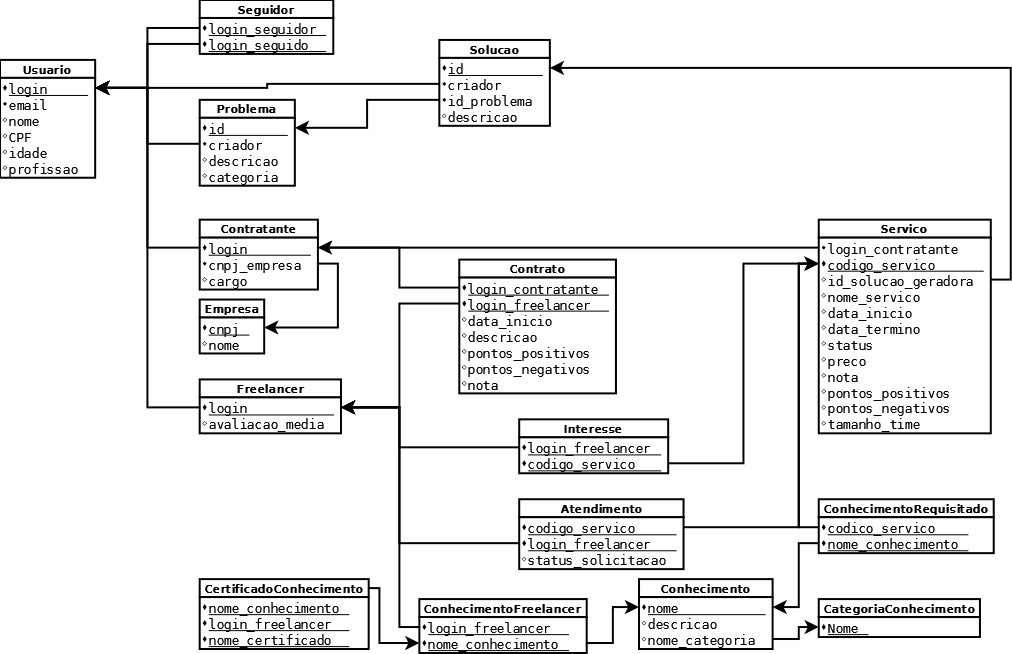 Seguidor
login_seguidor
login_seguido
Usuario
login
email
nome
CPF
idade
profissao
Solucao
id
criador
id_problema
descricao
Problema
id
criador
descricao
categoria
Contratante
login
cnpj_empresa
cargo
Empresa
cnpj
nome
Contrato
login_contratante
login_freelancer
data_inicio
descricao
pontos_positivos
pontos_negativos
nota
Servico
login_contratante
codigo_servico
id_solucao_geradora
nome_servico
data_inicio
data_termino
status
preco
nota
pontos_positivos
pontos_negativos
tamanho_time
Freelancer
login
avaliacao_media
Interesse
login_freelancer
codigo_servico
Atendimento
codigo_servico
login_freelancer
status_solicitacao
ConhecimentoRequisitado
codico_servico
nome_conhecimento
CertificadoConhecimento
nome_conhecimento
login_freelancer
nome_certificado
ConhecimentoFreelancer
login_freelancer
nome_conhecimento
Conhecimento
nome
descricao
nome_categoria
CategoriaConhecimento
Nome